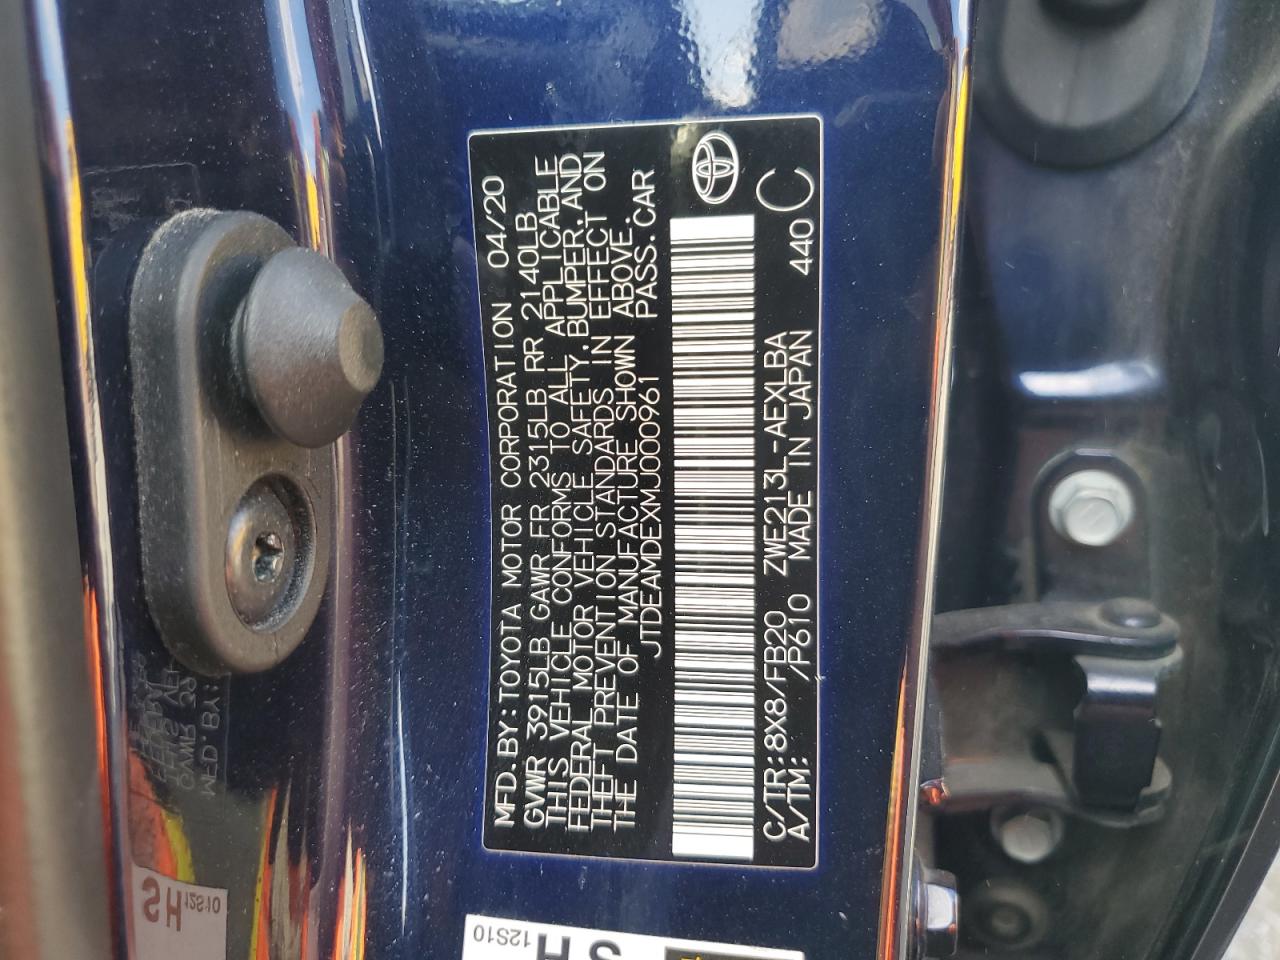 MFD.BY:TOYOTA MOTOR CORPORATION 04/20
GVWR 3915LB GAWR FR 2315LB RR 2140LB
THIS VEHICLE CONFORMS TO ALL APPLICABLE
FEDERAL MOTOR VEHICLE SAFETY,BUMPER,AND
THEFT PREVENTION STANDARDS IN EFFECT ON
THE DATE OF MANUFACTURE SHOWN ABOVE.
JTDEAMDEXMJ000961 PASS.CAR
C/TR:8X8/FB20 ZWE213L-AEXLBA
A/TM: /P610 MADE IN JAPAN 440 C
12S10
SH